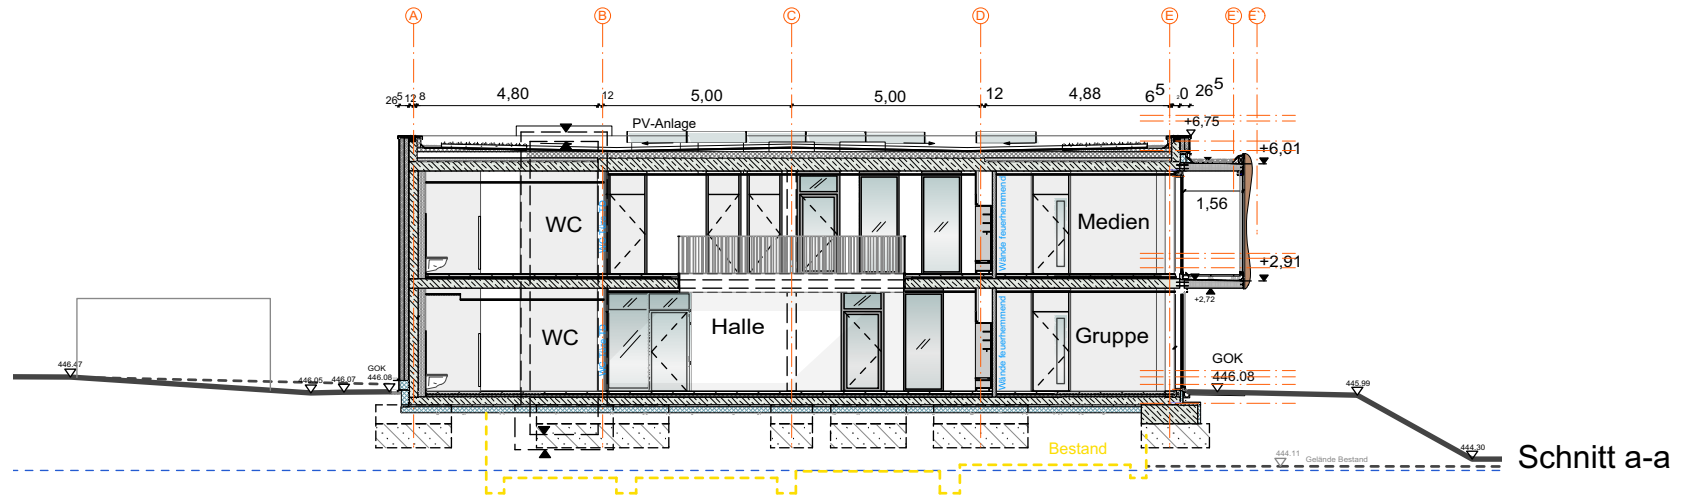 A B C D E E' E'
26⁵ 12 8 4,80 12 5,00 5,00 12 4,88 6⁵ 0 26⁵
PV-Anlage
+6,75
+6,01
WC
Medien
1,56
Wände feuerhemmend
+2,91
+2,72
WC
Halle
Gruppe
Wände feuerhemmend
446.47
446.05
446.07
GOK
446.08
GOK
446.08
445.99
444.30
Bestand
444.11 Gelände Bestand
Schnitt a-a